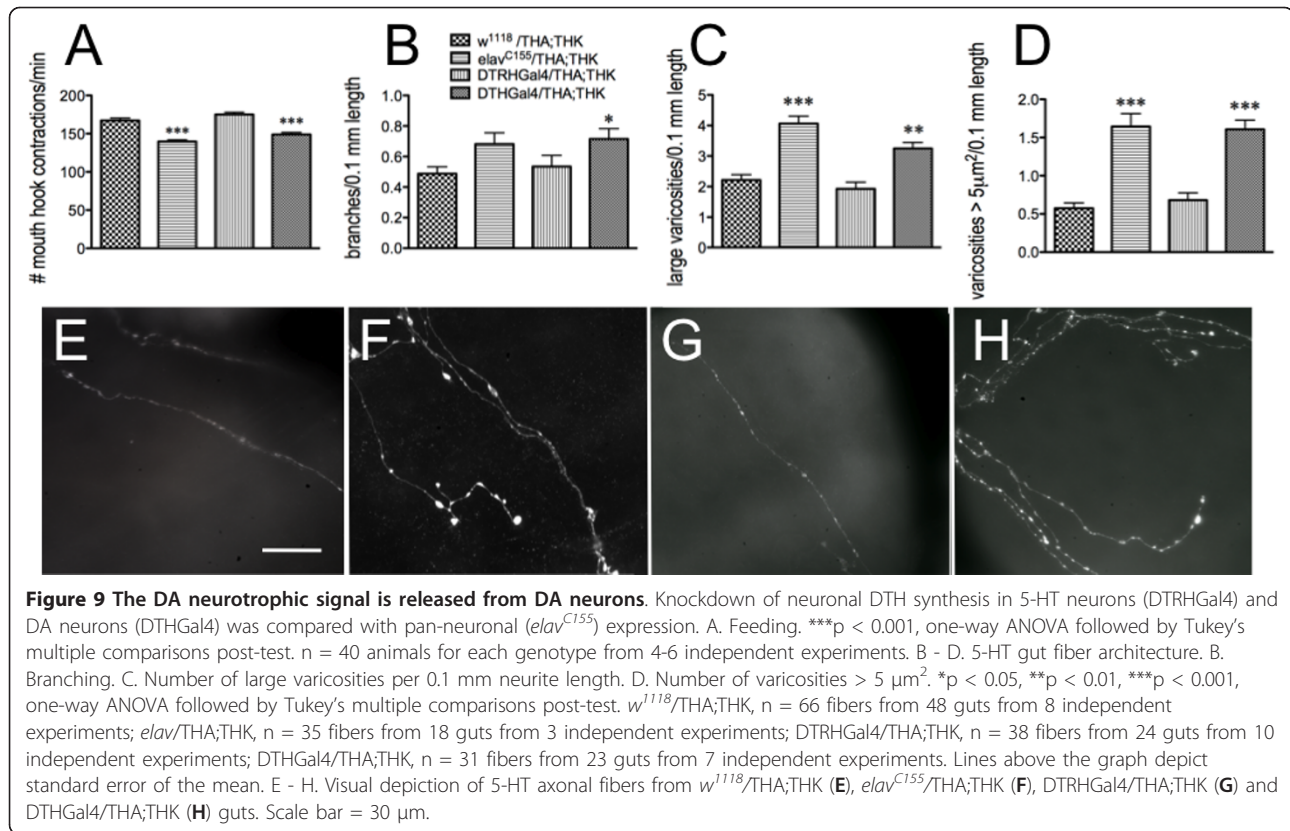 A
B
C
D
w1118 /THA;THK
elavC155/THA;THK
DTRHGal4/THA;THK
DTHGal4/THA;THK
# mouth hook contractions/min
200
150
100
50
0
***
***
branches/0.1 mm length
1.0
0.8
0.6
0.4
0.2
0.0
*
large varicosities/0.1 mm length
5
4
3
2
1
0
***
**
varicosities > 5μm2/0.1 mm length
2.0
1.5
1.0
0.5
0.0
***
***
E
F
G
H
Figure 9 The DA neurotrophic signal is released from DA neurons. Knockdown of neuronal DTH synthesis in 5-HT neurons (DTRHGal4) and
DA neurons (DTHGal4) was compared with pan-neuronal (elavC155) expression. A. Feeding. ***p < 0.001, one-way ANOVA followed by Tukey's
multiple comparisons post-test. n = 40 animals for each genotype from 4-6 independent experiments. B - D. 5-HT gut fiber architecture. B.
Branching. C. Number of large varicosities per 0.1 mm neurite length. D. Number of varicosities > 5 μm2. *p < 0.05, **p < 0.01, ***p < 0.001,
one-way ANOVA followed by Tukey's multiple comparisons post-test. w1118/THA;THK, n = 66 fibers from 48 guts from 8 independent
experiments; elav/THA;THK, n = 35 fibers from 18 guts from 3 independent experiments; DTRHGal4/THA;THK, n = 38 fibers from 24 guts from 10
independent experiments; DTHGal4/THA;THK, n = 31 fibers from 23 guts from 7 independent experiments. Lines above the graph depict
standard error of the mean. E - H. Visual depiction of 5-HT axonal fibers from w1118/THA;THK (E), elavC155/THA;THK (F), DTRHGal4/THA;THK (G) and
DTHGal4/THA;THK (H) guts. Scale bar = 30 μm.